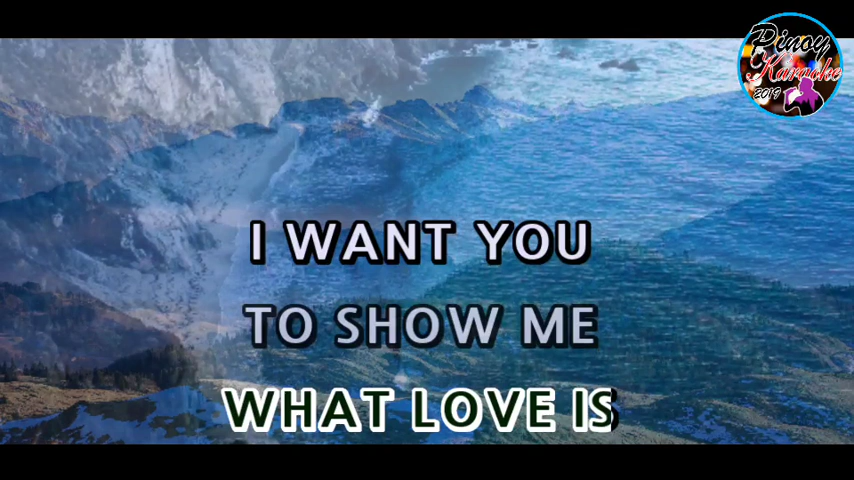 Pinoy
Karaoke
2019
I WANT YOU
TO SHOW ME
WHAT LOVE IS